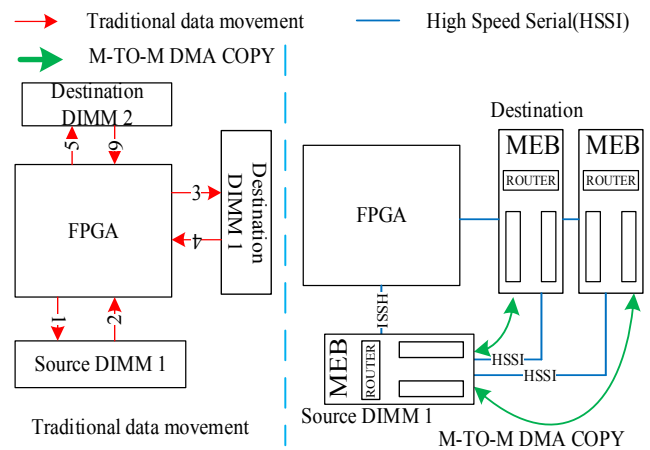 Traditional data movement
High Speed Serial(HSSI)
M-TO-M DMA COPY
Destination
DIMM 2
5
6
FPGA
3
4
Destination
DIMM 1
1
2
Source DIMM 1
Traditional data movement
Destination
MEB
MEB
ROUTER
ROUTER
FPGA
HSSI
MEB
ROUTER
HSSI
HSSI
Source DIMM 1
M-TO-M DMA COPY